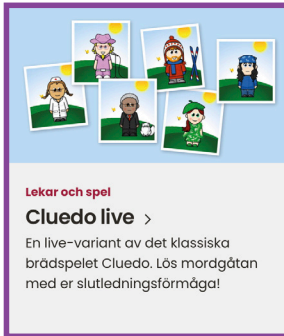 Lekar och spel
Cluedo live >
En live-variant av det klassiska
brädspelet Cluedo. Lös mordgåtan
med er slutledningsförmåga!